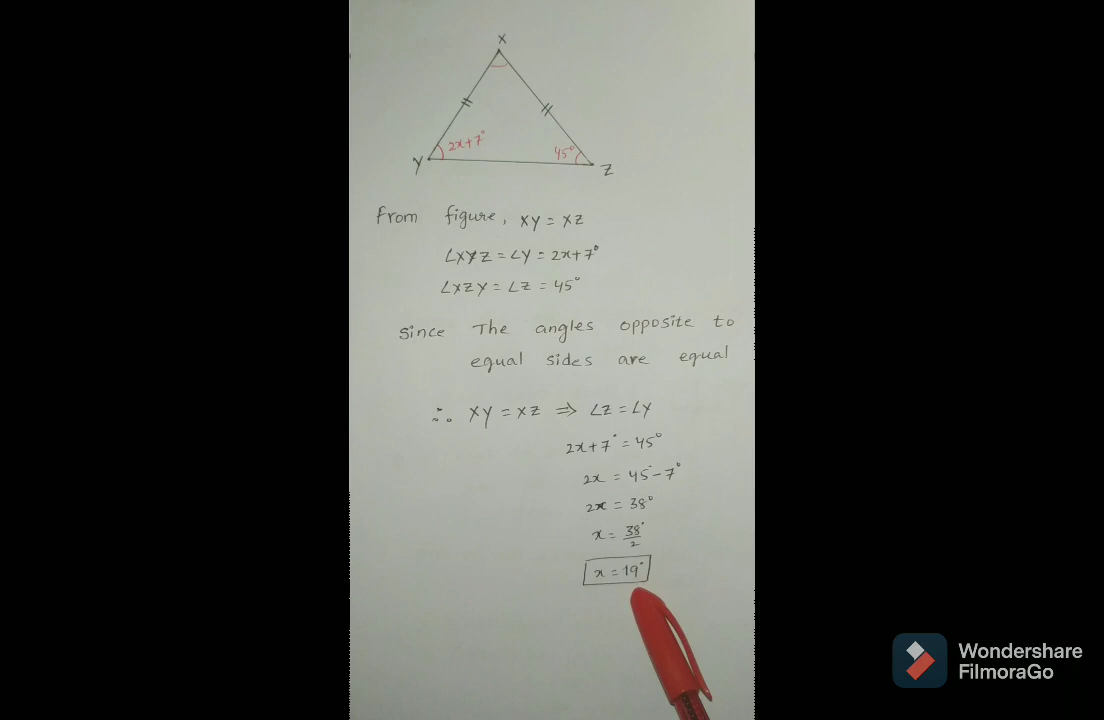 X
2x+7°
45°
Y
Z
From figure, XY = XZ
∠XYZ = ∠Y = 2x+7°
∠XZY = ∠Z = 45°
Since The angles opposite to
equal sides are equal
∴ XY = XZ ⇒ ∠Z = ∠Y
2x+7° = 45°
2x = 45°-7°
2x = 38°
x = 38°/2
x = 19°
Wondershare
FilmoraGo